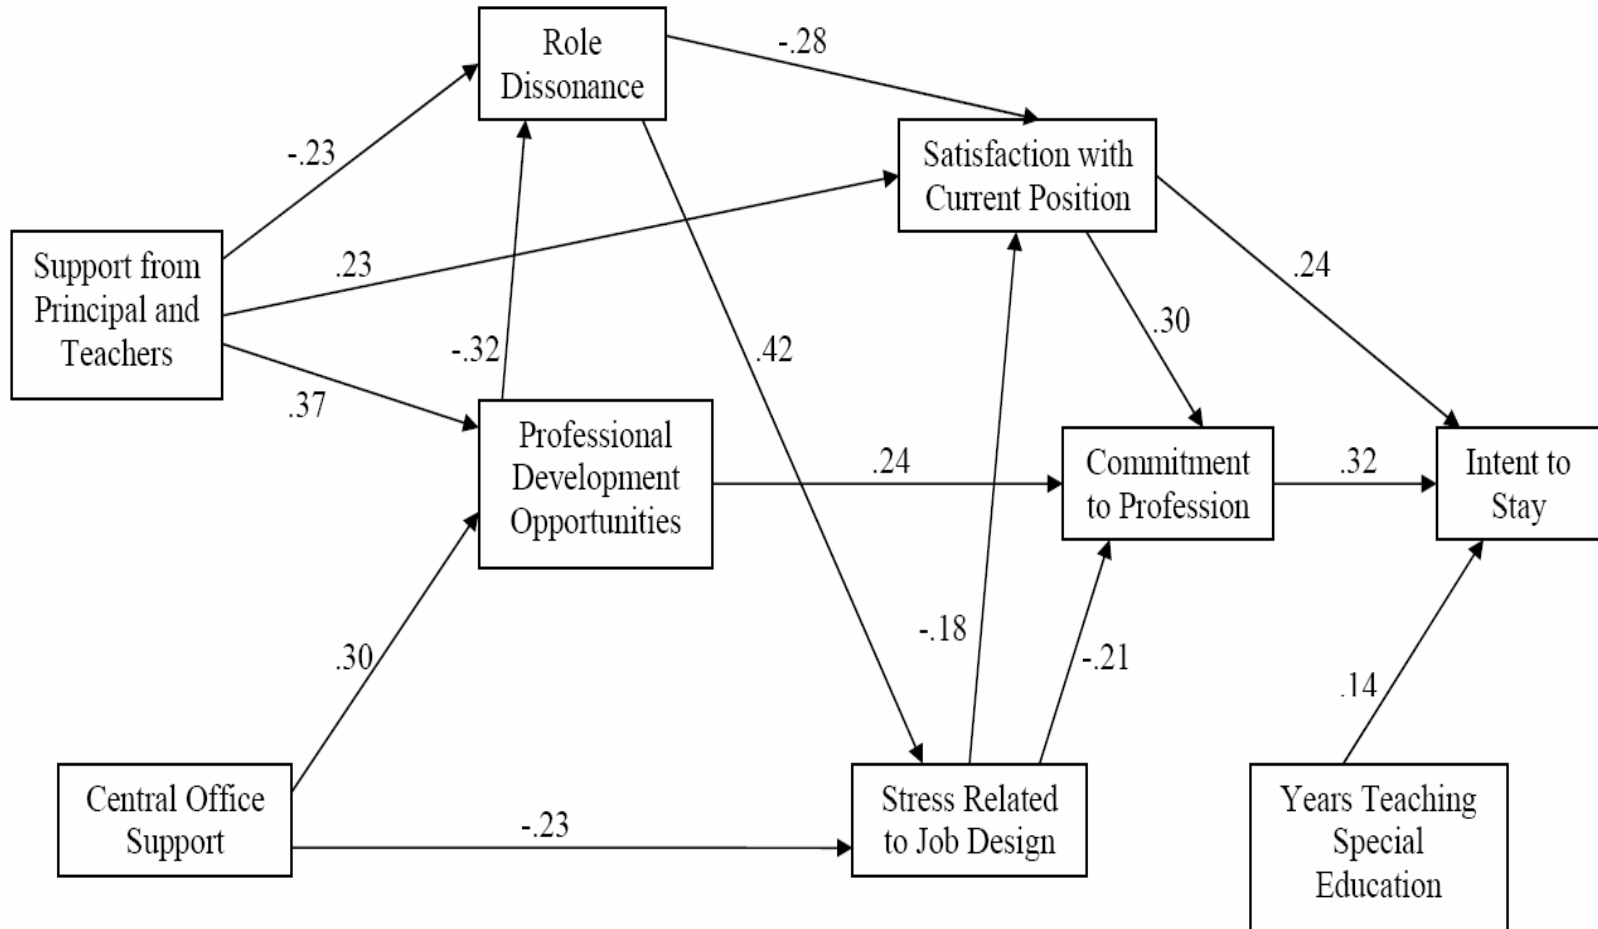 Role
Dissonance
-.28
Satisfaction with
Current Position
-.23
Support from
Principal and
Teachers
.23
.24
.30
-.32
.42
.37
Professional
Development
Opportunities
.24
Commitment
to Profession
.32
Intent to
Stay
.30
-.18
-.21
.14
Central Office
Support
-.23
Stress Related
to Job Design
Years Teaching
Special
Education